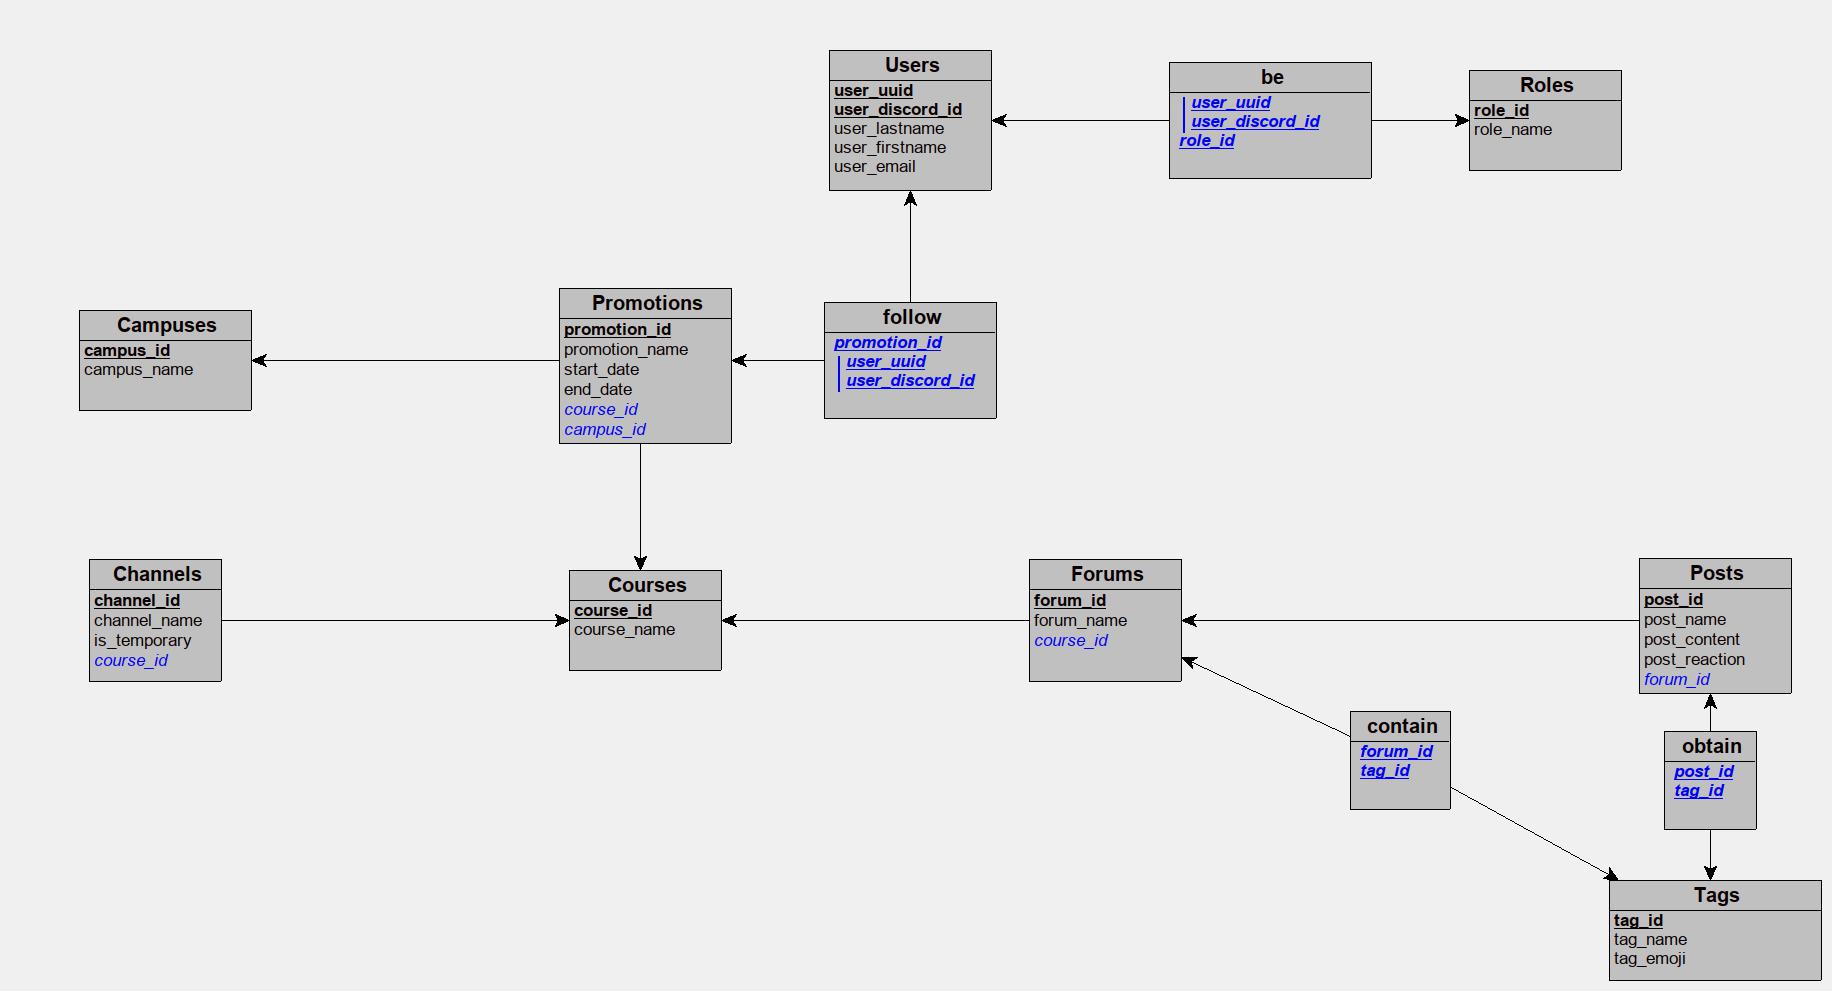 Users
user_uuid
user_discord_id
user_lastname
user_firstname
user_email
be
user_uuid
user_discord_id
role_id
Roles
role_id
role_name
Campuses
campus_id
campus_name
Promotions
promotion_id
promotion_name
start_date
end_date
course_id
campus_id
follow
promotion_id
user_uuid
user_discord_id
Channels
channel_id
channel_name
is_temporary
course_id
Courses
course_id
course_name
Forums
forum_id
forum_name
course_id
Posts
post_id
post_name
post_content
post_reaction
forum_id
contain
forum_id
tag_id
obtain
post_id
tag_id
Tags
tag_id
tag_name
tag_emoji